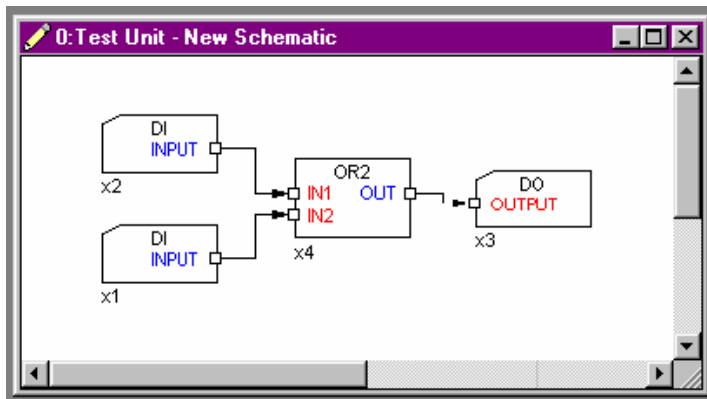 0:Test Unit - New Schematic
DI
INPUT
x2
DI
INPUT
x1
OR2
IN1 OUT
IN2
x4
DO
OUTPUT
x3